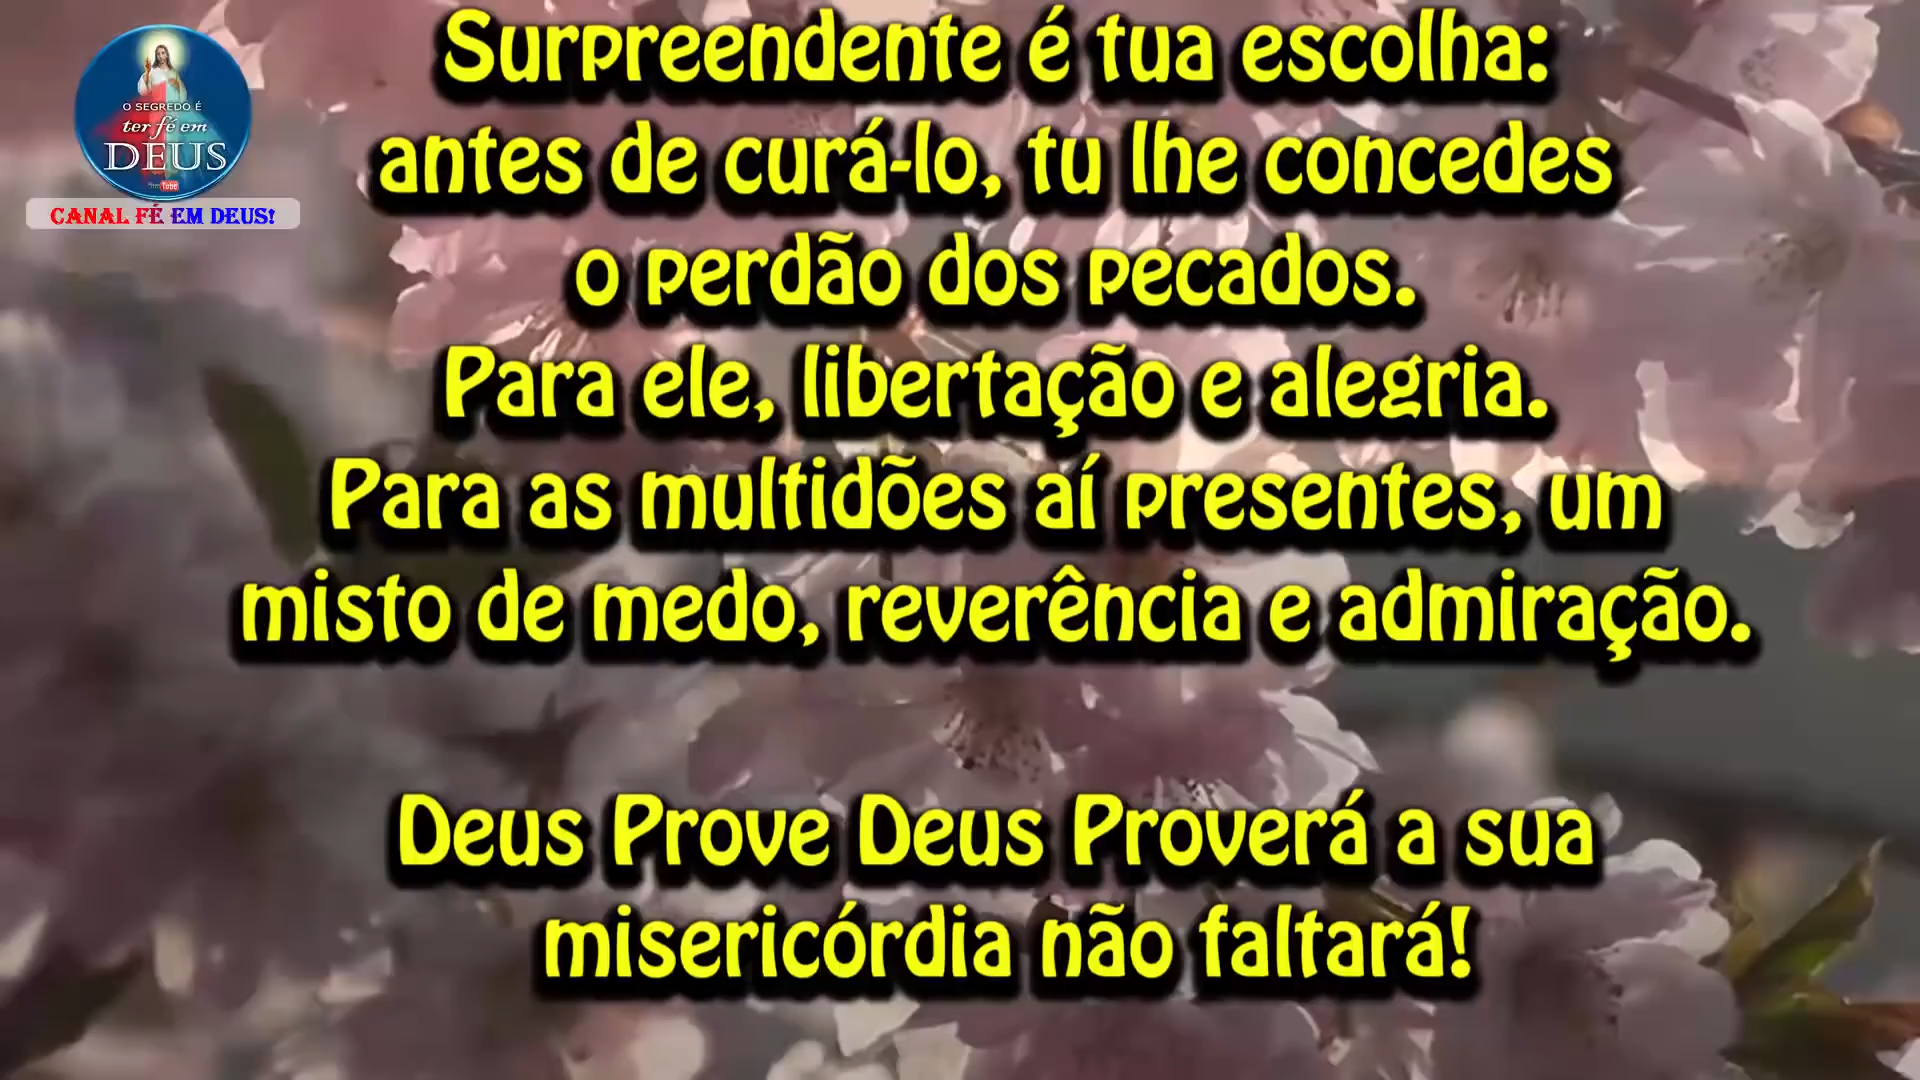 O SEGREDO É
ter fé em
DEUS
YouTube
CANAL FÉ EM DEUS!
Surpreendente é tua escolha:
antes de curá-lo, tu lhe concedes
o perdão dos pecados.
Para ele, libertação e alegria.
Para as multidões aí presentes, um
misto de medo, reverência e admiração.
Deus Prove Deus Proverá a sua
misericórdia não faltará!